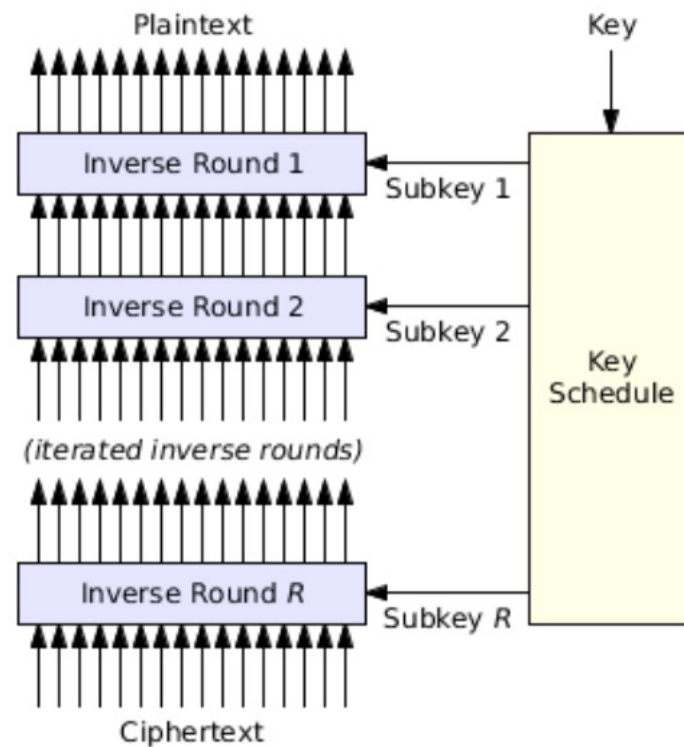 Plaintext
Key
Inverse Round 1
Subkey 1
Inverse Round 2
Subkey 2
Key
Schedule
(iterated inverse rounds)
Inverse Round R
Subkey R
Ciphertext